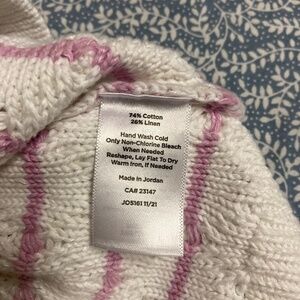 74% Cotton
26% Linen
Hand Wash Cold
Only Non-Chlorine Bleach
When Needed
Reshape, Lay Flat To Dry
Warm Iron, If Needed
Made in Jordan
CA# 23147
JO5161 11/21